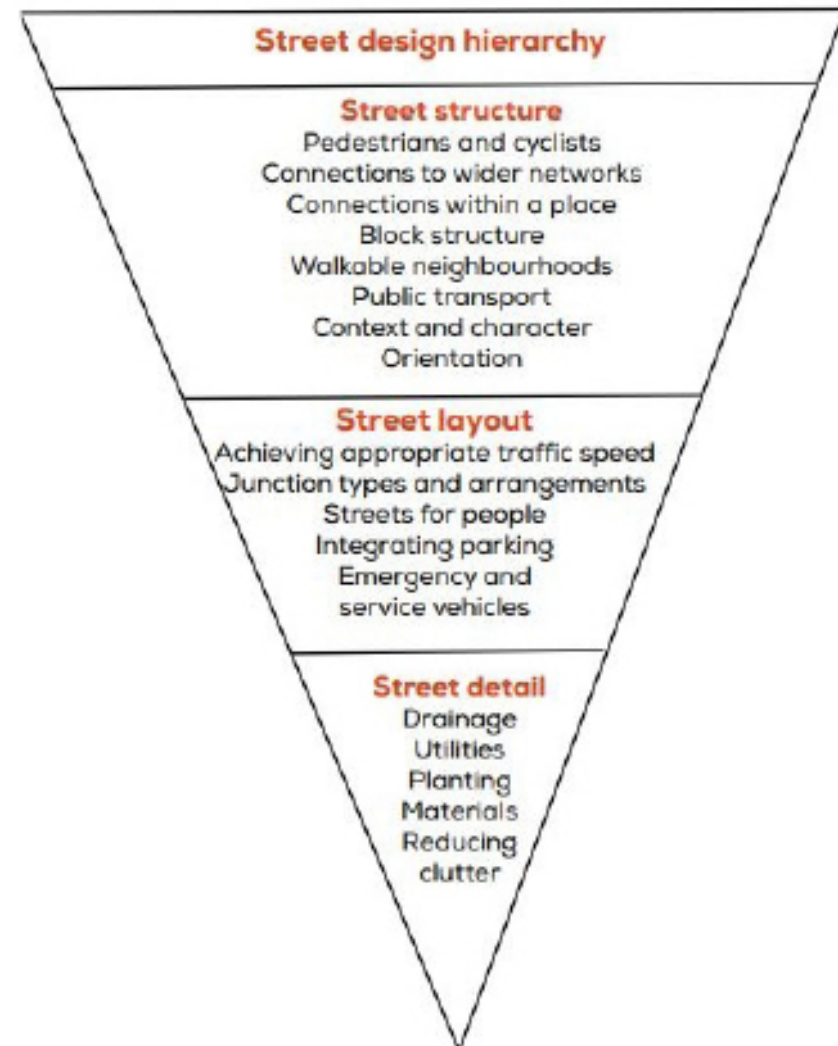 Street design hierarchy
Street structure
Pedestrians and cyclists
Connections to wider networks
Connections within a place
Block structure
Walkable neighbourhoods
Public transport
Context and character
Orientation
Street layout
Achieving appropriate traffic speed
Junction types and arrangements
Streets for people
Integrating parking
Emergency and
service vehicles
Street detail
Drainage
Utilities
Planting
Materials
Reducing
clutter